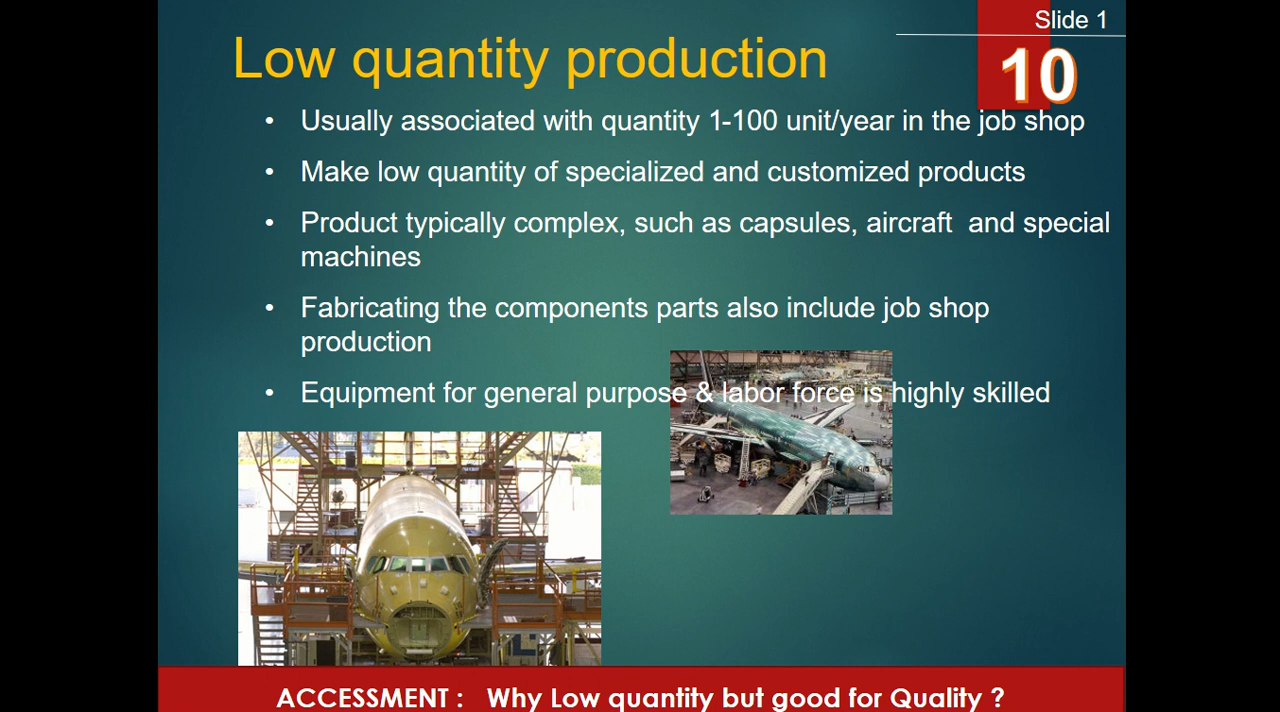 Slide 1
10
Low quantity production
• Usually associated with quantity 1-100 unit/year in the job shop
• Make low quantity of specialized and customized products
• Product typically complex, such as capsules, aircraft  and special
machines
• Fabricating the components parts also include job shop
production
• Equipment for general purpose & labor force is highly skilled
ACCESSMENT :   Why Low quantity but good for Quality ?